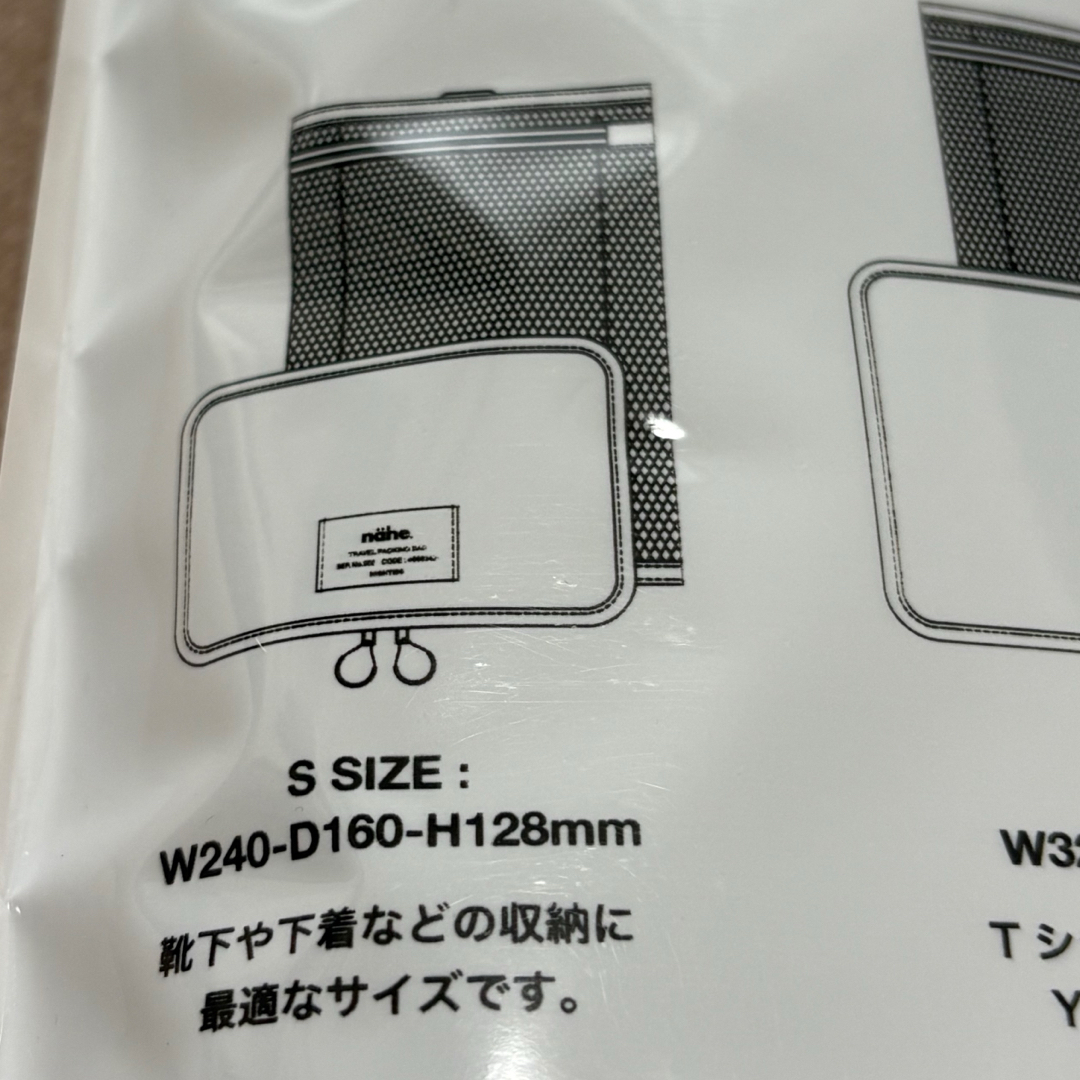 nähe.
TRAVEL PACKING BAG
S SIZE :
W240-D160-H128mm
靴下や下着などの収納に
最適なサイズです。
W32
Tシ
Y